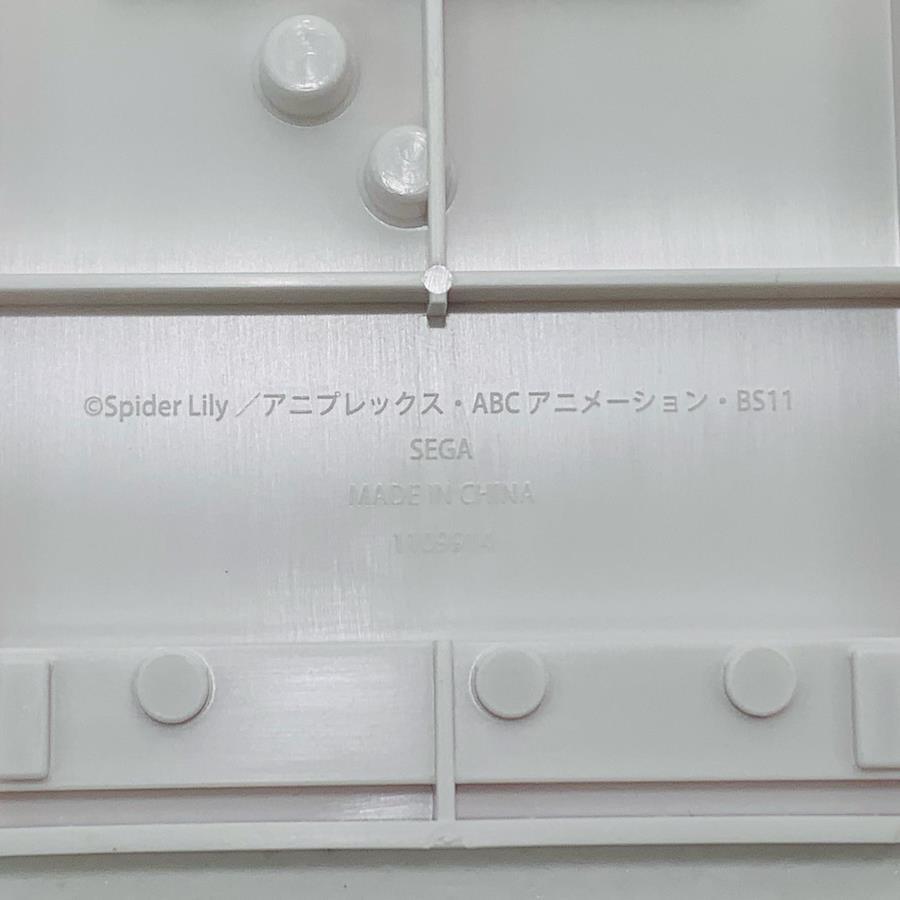 ©Spider Lily／アニプレックス・ABCアニメーション・BS11
SEGA
MADE IN CHINA
1109914